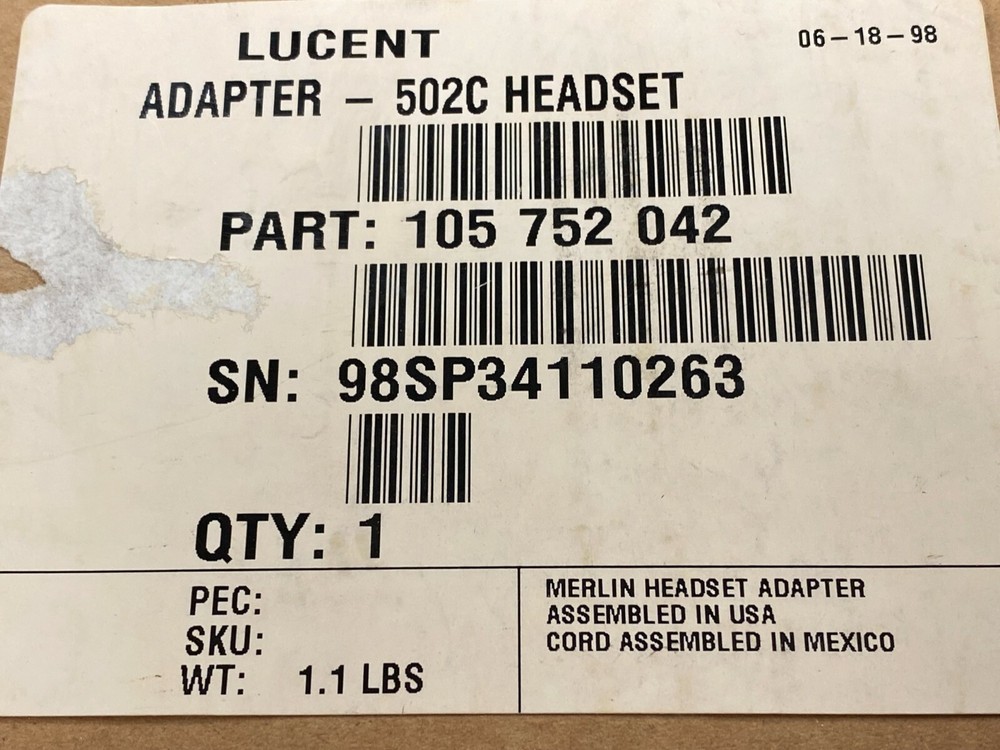 LUCENT
06-18-98
ADAPTER - 502C HEADSET
PART: 105 752 042
SN: 98SP34110263
QTY: 1
PEC:
SKU:
WT: 1.1 LBS
MERLIN HEADSET ADAPTER
ASSEMBLED IN USA
CORD ASSEMBLED IN MEXICO